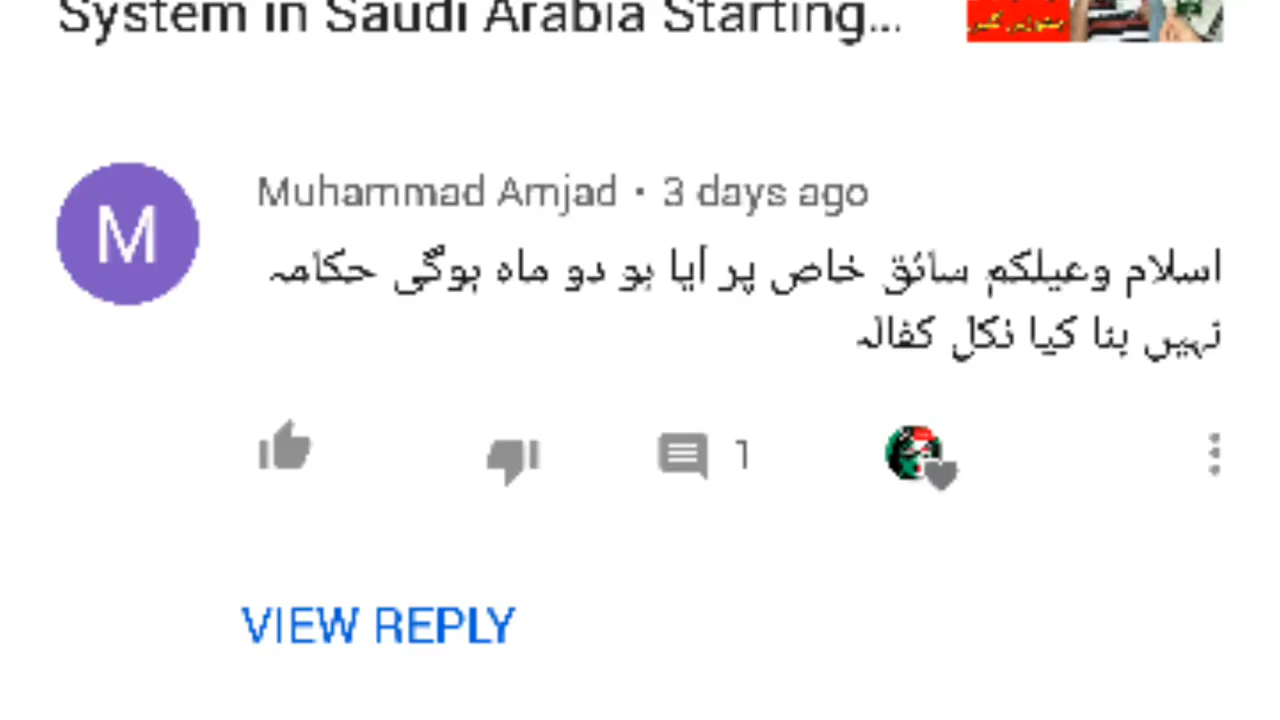 System in Saudi Arabia Starting...
Muhammad Amjad · 3 days ago
اسلام وعیلکم سائق خاص پر آیا ہو دو ماہ ہوگی حکامہ
نہیں بنا کیا نکل کفالہ
1
VIEW REPLY